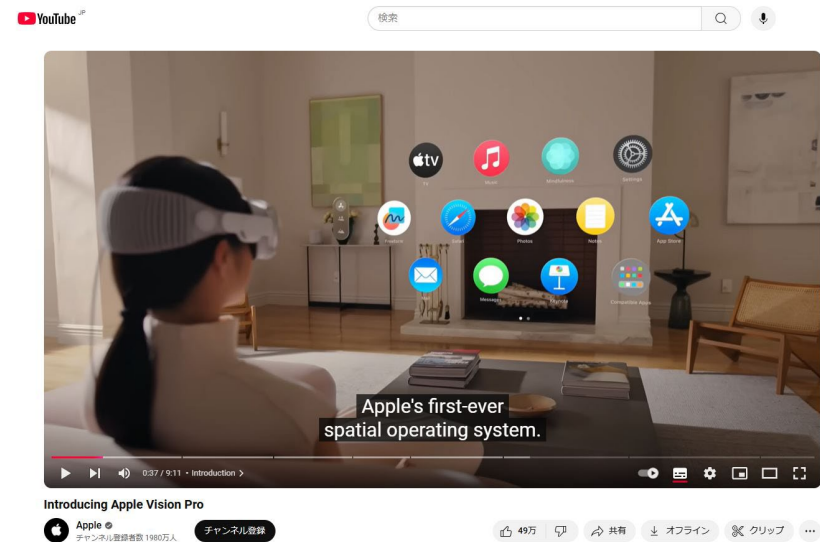 YouTube JP
検索
tv
TV
Music
Mindfulness
Settings
Freeform
Safari
Photos
Notes
App Store
Mail
Messages
Keynote
Compatible Apps
Apple's first-ever
spatial operating system.
0:37 / 9:11 • Introduction >
Introducing Apple Vision Pro
Apple
チャンネル登録者数 1980万人
チャンネル登録
49万
共有
オフライン
クリップ